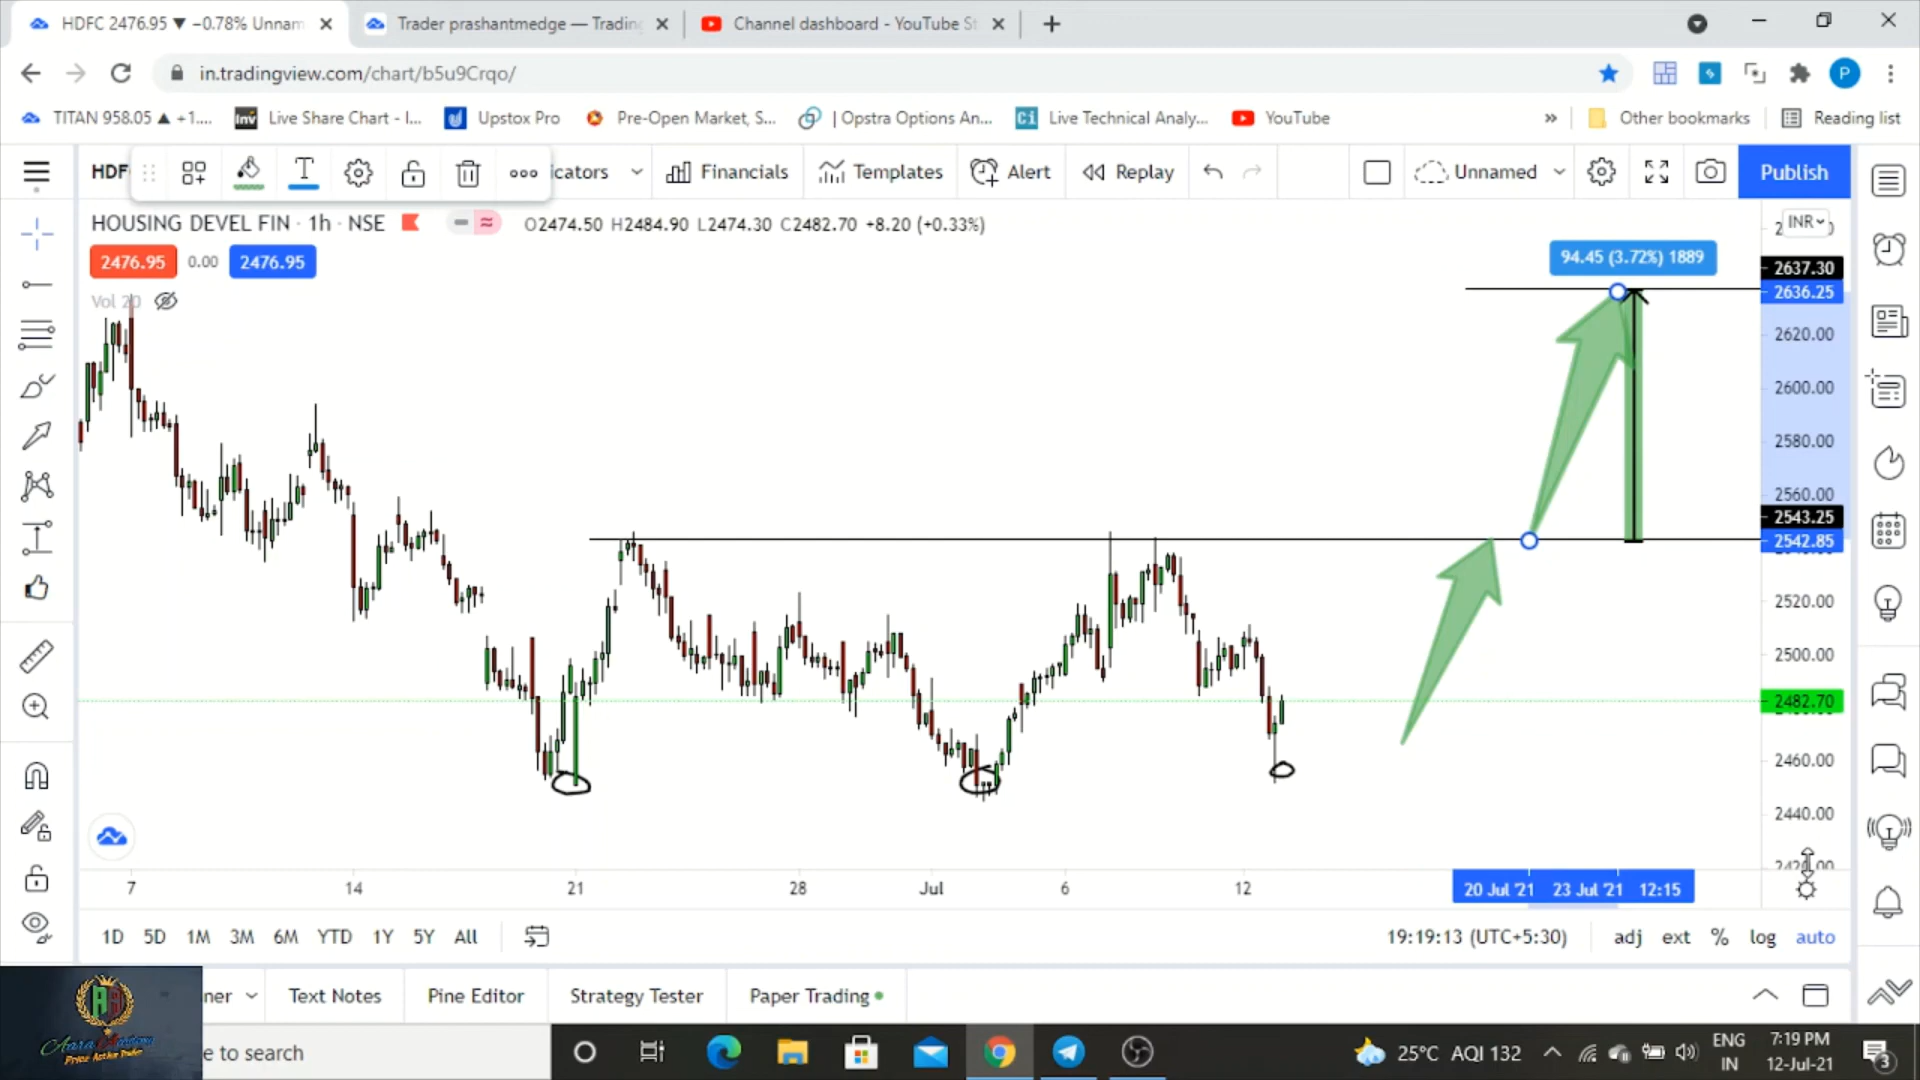 HDFC 2476.95 ▼ −0.78% Unnam
Trader prashantmedge — Trading
Channel dashboard - YouTube St
in.tradingview.com/chart/b5u9Crqo/
P
TITAN 958.05 ▲ +1....
Inv Live Share Chart - I...
Upstox Pro
Pre-Open Market, S...
| Opstra Options An...
Ci Live Technical Analy...
YouTube
»
Other bookmarks
Reading list
HDF
T
icators
Financials
Templates
Alert
Replay
Unnamed
Publish
HOUSING DEVEL FIN · 1h · NSE
O2474.50 H2484.90 L2474.30 C2482.70 +8.20 (+0.33%)
INR
2476.95
0.00
2476.95
94.45 (3.72%) 1889
2637.30
2636.25
Vol 20
2620.00
2600.00
2580.00
2560.00
2543.25
2542.85
2520.00
2500.00
2482.70
2460.00
2440.00
7
14
21
28
Jul
6
12
20 Jul '21
23 Jul '21
12:15
1D
5D
1M
3M
6M
YTD
1Y
5Y
All
19:19:13 (UTC+5:30)
adj
ext
%
log
auto
ner
Text Notes
Pine Editor
Strategy Tester
Paper Trading
Price Action Trader
e to search
25°C AQI 132
ENG
IN
7:19 PM
12-Jul-21
3